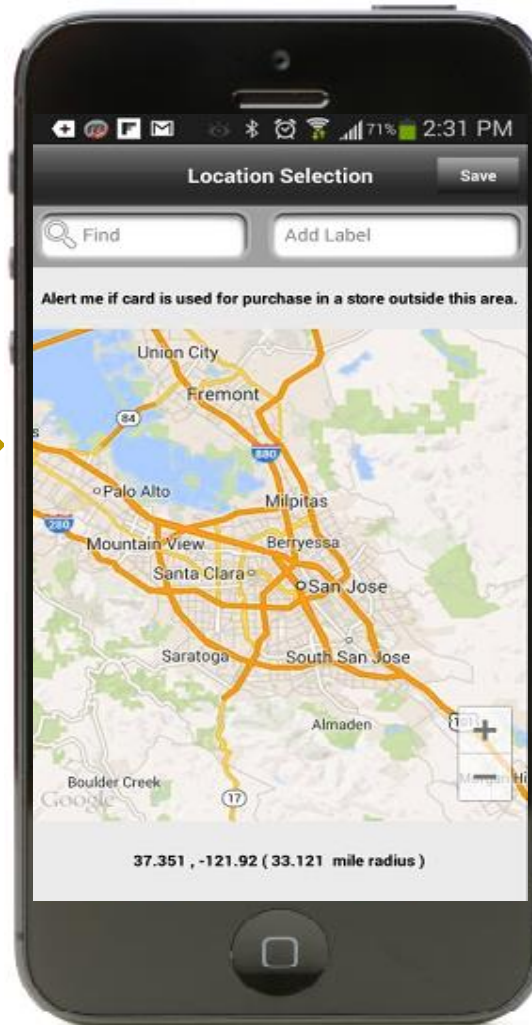 71% 2:31 PM
Location Selection Save
Find Add Label
Alert me if card is used for purchase in a store outside this area.
Union City
Fremont
84
880
Palo Alto
Milpitas
280
Mountain View Berryessa
Santa Clara
San Jose
Saratoga South San Jose
Almaden
101
+
Boulder Creek
−
Google
17
37.351 , -121.92 ( 33.121 mile radius )